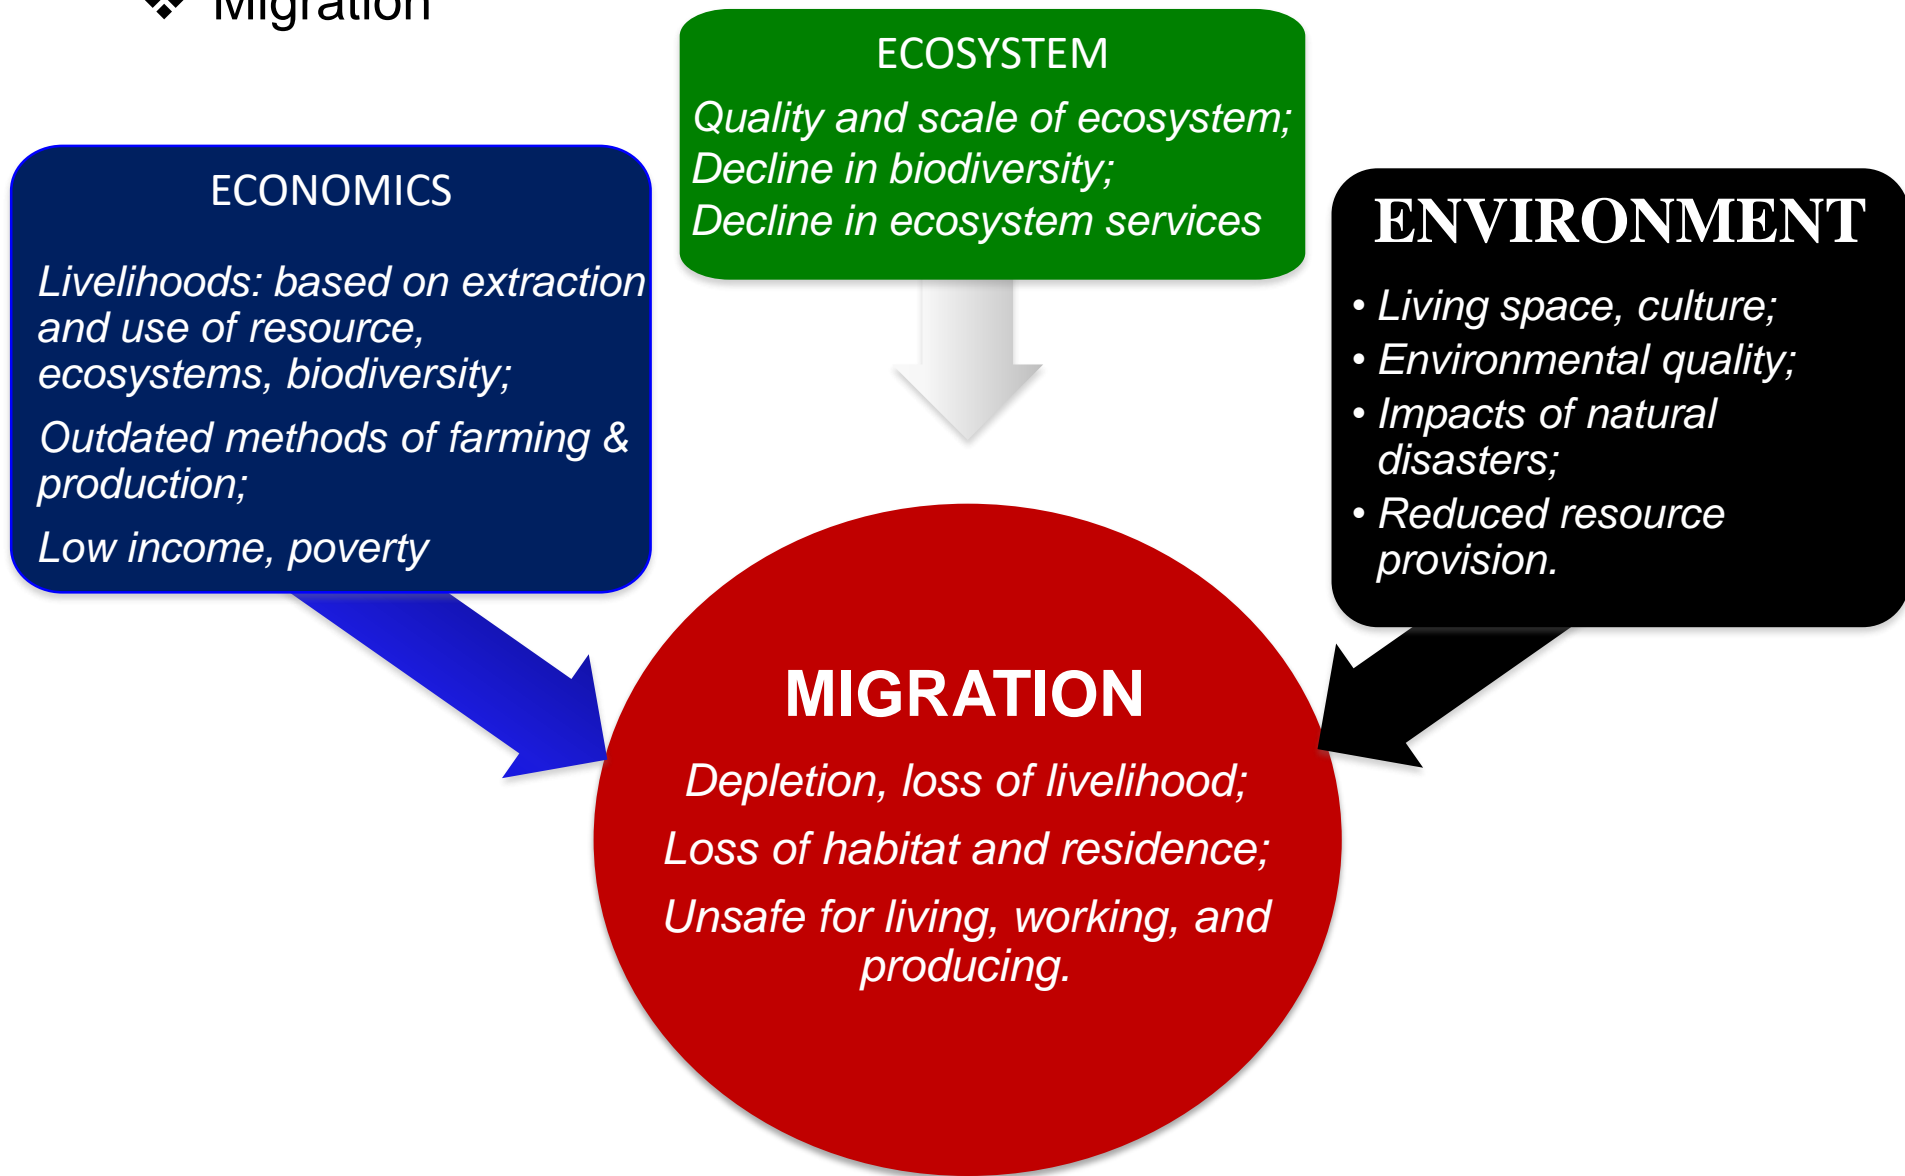 ❖ Migration
ECOSYSTEM
Quality and scale of ecosystem;
Decline in biodiversity;
Decline in ecosystem services
ECONOMICS
Livelihoods: based on extraction
and use of resource,
ecosystems, biodiversity;
Outdated methods of farming &
production;
Low income, poverty
ENVIRONMENT
• Living space, culture;
• Environmental quality;
• Impacts of natural
disasters;
• Reduced resource
provision.
MIGRATION
Depletion, loss of livelihood;
Loss of habitat and residence;
Unsafe for living, working, and
producing.